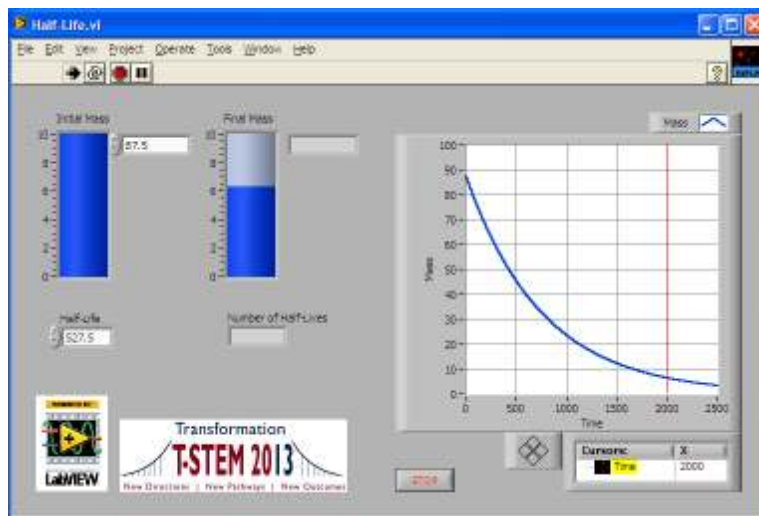 Half-Life.vi
File Edit View Project Operate Tools Window Help
Initial Mass
Final Mass
Mass
10
8
6
4
2
0
87.5
10
8
6
4
2
0
Half-Life
527.5
Number of Half-Lives
100
90
80
70
60
50
40
30
20
10
0
Mass
0 500 1000 1500 2000 2500
Time
Cursors: X
Time 2000
STOP
LabVIEW
Transformation
T-STEM 2013
New Directions | New Pathways | New Outcomes